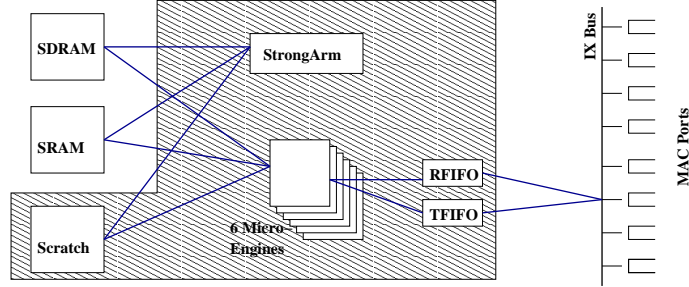 SDRAM
StrongArm
IX Bus
SRAM
MAC Ports
RFIFO
TFIFO
6 Micro-
Engines
Scratch